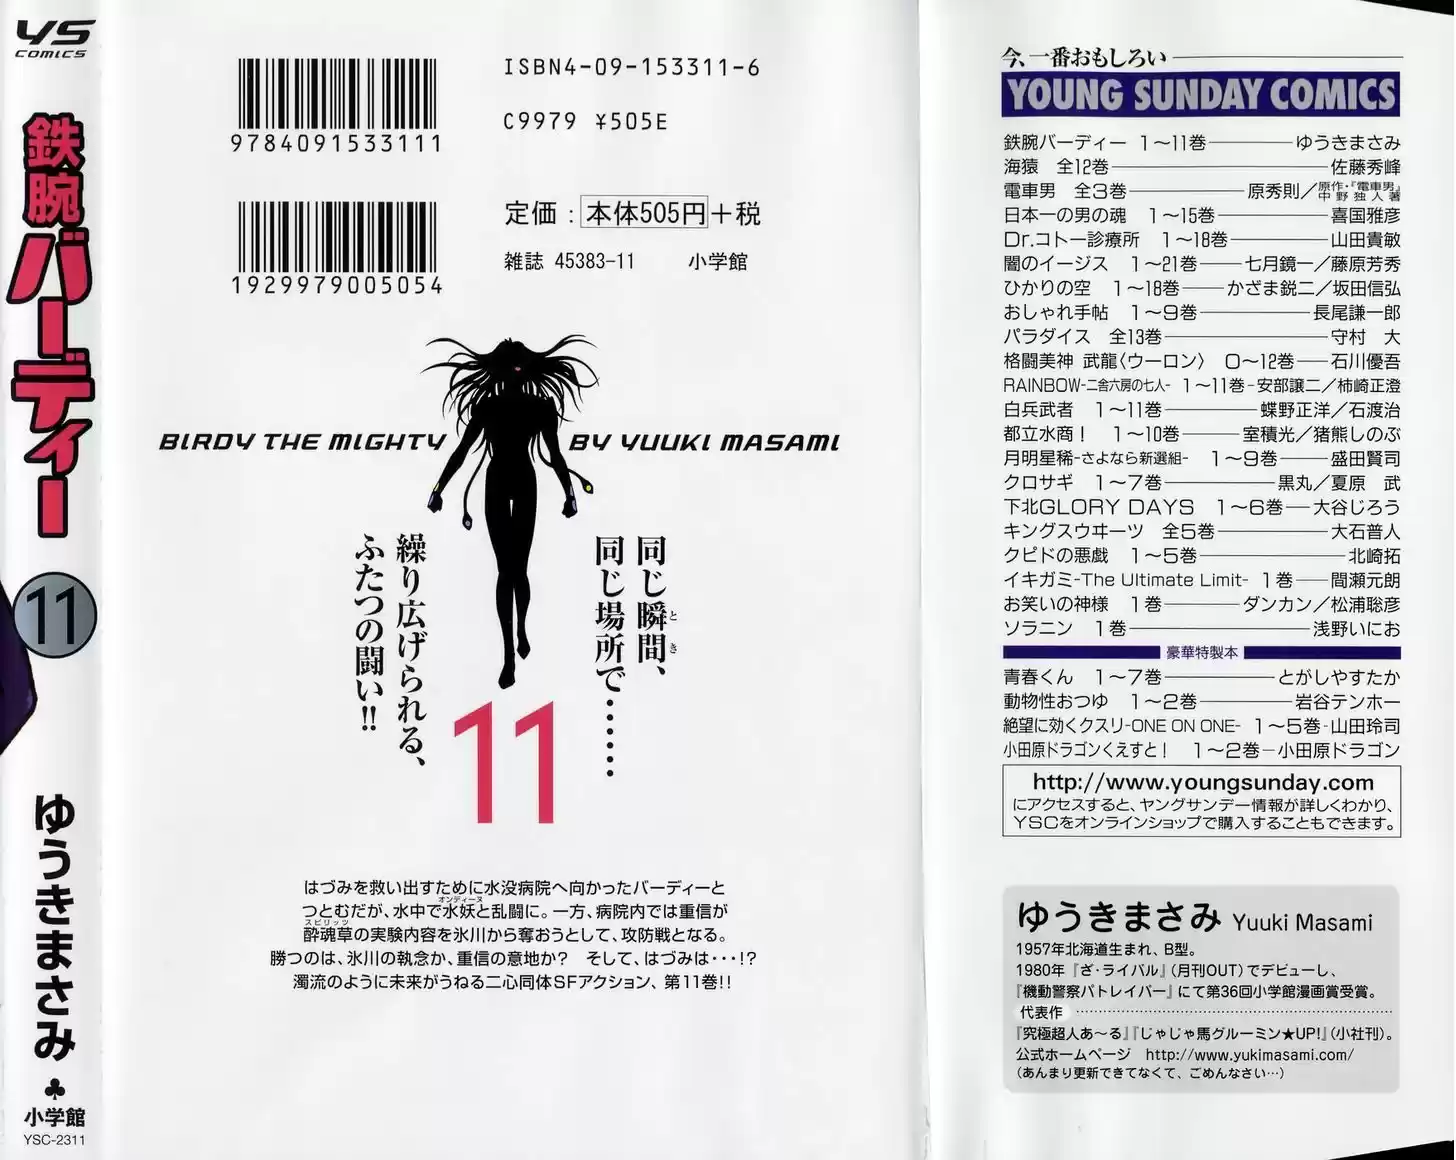 YS
COMICS
鉄腕バーディー
11
ゆうきまさみ
♣
小学館
YSC-2311
ISBN4-09-153311-6
C9979 ¥505E
9784091533111
定価：本体505円＋税
雑誌 45383-11 小学館
1929979005054
BIRDY THE MIGHTY BY YUUKI MASAMI
同じ瞬間、
とき
同じ場所で……
繰り広げられる、
ふたつの闘い!!
11
はづみを救い出すために水没病院へ向かったバーディーと
つとむだが、水中で水妖と乱闘に。一方、病院内では重信が
オンディーヌ
酔魂草の実験内容を氷川から奪おうとして、攻防戦となる。
スピリッツ
勝つのは、氷川の執念か、重信の意地か？ そして、はづみは・・・!?
濁流のように未来がうねる二心同体SFアクション、第11巻!!
今、一番おもしろい
YOUNG SUNDAY COMICS
鉄腕バーディー 1〜11巻 ゆうきまさみ
海猿 全12巻 佐藤秀峰
電車男 全3巻 原秀則／原作・『電車男』中野独人著
日本一の男の魂 1〜15巻 喜国雅彦
Dr.コトー診療所 1〜18巻 山田貴敏
闇のイージス 1〜21巻 七月鏡一／藤原芳秀
ひかりの空 1〜18巻 かざま鋭二／坂田信弘
おしゃれ手帖 1〜9巻 長尾謙一郎
パラダイス 全13巻 守村 大
格闘美神 武龍〈ウーロン〉 0〜12巻 石川優吾
RAINBOW-二舎六房の七人- 1〜11巻 安部譲二／柿崎正澄
白兵武者 1〜11巻 蝶野正洋／石渡治
都立水商！ 1〜10巻 室積光／猪熊しのぶ
月明星稀-さよなら新選組- 1〜9巻 盛田賢司
クロサギ 1〜7巻 黒丸／夏原 武
下北GLORY DAYS 1〜6巻 大谷じろう
キングスウヰーツ 全5巻 大石普人
クピドの悪戯 1〜5巻 北崎拓
イキガミ-The Ultimate Limit- 1巻 間瀬元朗
お笑いの神様 1巻 ダンカン／松浦聡彦
ソラニン 1巻 浅野いにお
豪華特製本
青春くん 1〜7巻 とがしやすたか
動物性おつゆ 1〜2巻 岩谷テンホー
絶望に効くクスリ-ONE ON ONE- 1〜5巻 山田玲司
小田原ドラゴンくえすと！ 1〜2巻 小田原ドラゴン
http://www.youngsunday.com
にアクセスすると、ヤングサンデー情報が詳しくわかり、
YSCをオンラインショップで購入することもできます。
ゆうきまさみ Yuuki Masami
1957年北海道生まれ、B型。
1980年『ざ・ライバル』（月刊OUT）でデビューし、
『機動警察パトレイバー』にて第36回小学館漫画賞受賞。
代表作
『究極超人あ〜る』『じゃじゃ馬グルーミン★UP!』（小社刊）。
公式ホームページ http://www.yukimasami.com/
（あんまり更新できてなくて、ごめんなさい…）